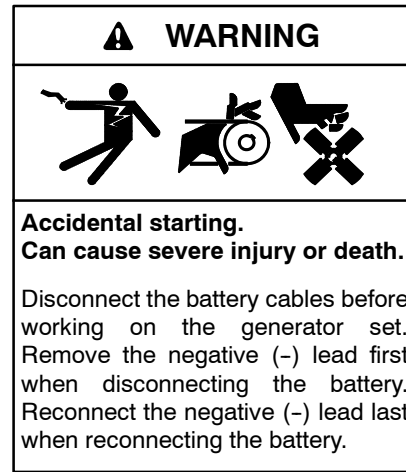 WARNING
Accidental starting.
Can cause severe injury or death.
Disconnect the battery cables before
working on the generator set.
Remove the negative (–) lead first
when disconnecting the battery.
Reconnect the negative (–) lead last
when reconnecting the battery.